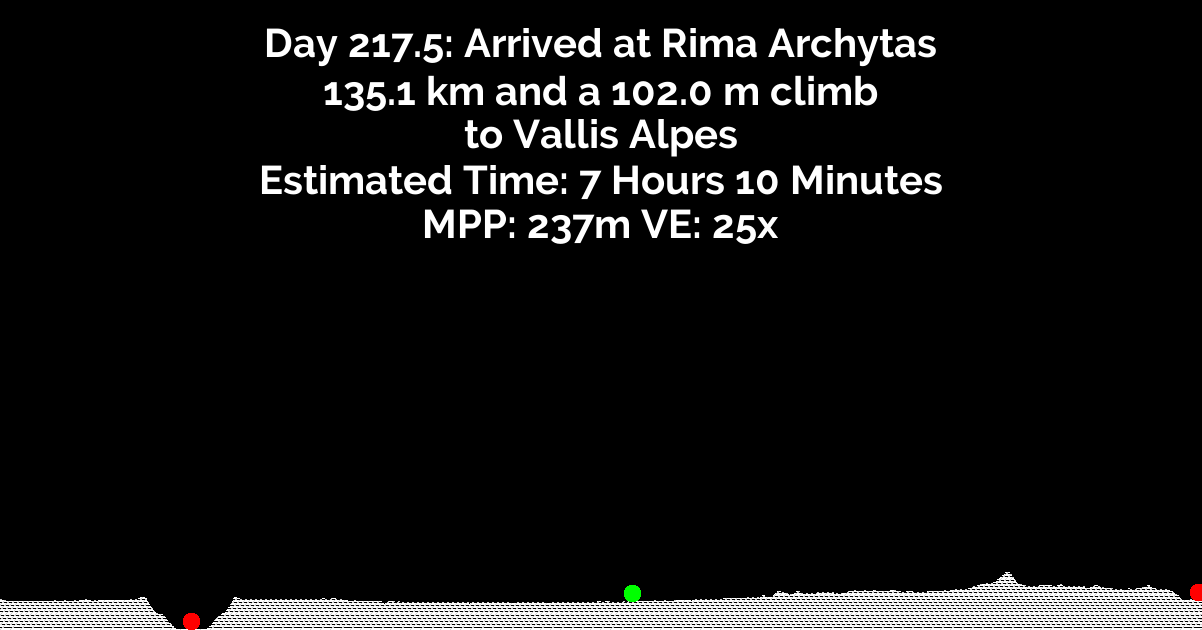 Day 217.5: Arrived at Rima Archytas
135.1 km and a 102.0 m climb
to Vallis Alpes
Estimated Time: 7 Hours 10 Minutes
MPP: 237m VE: 25x